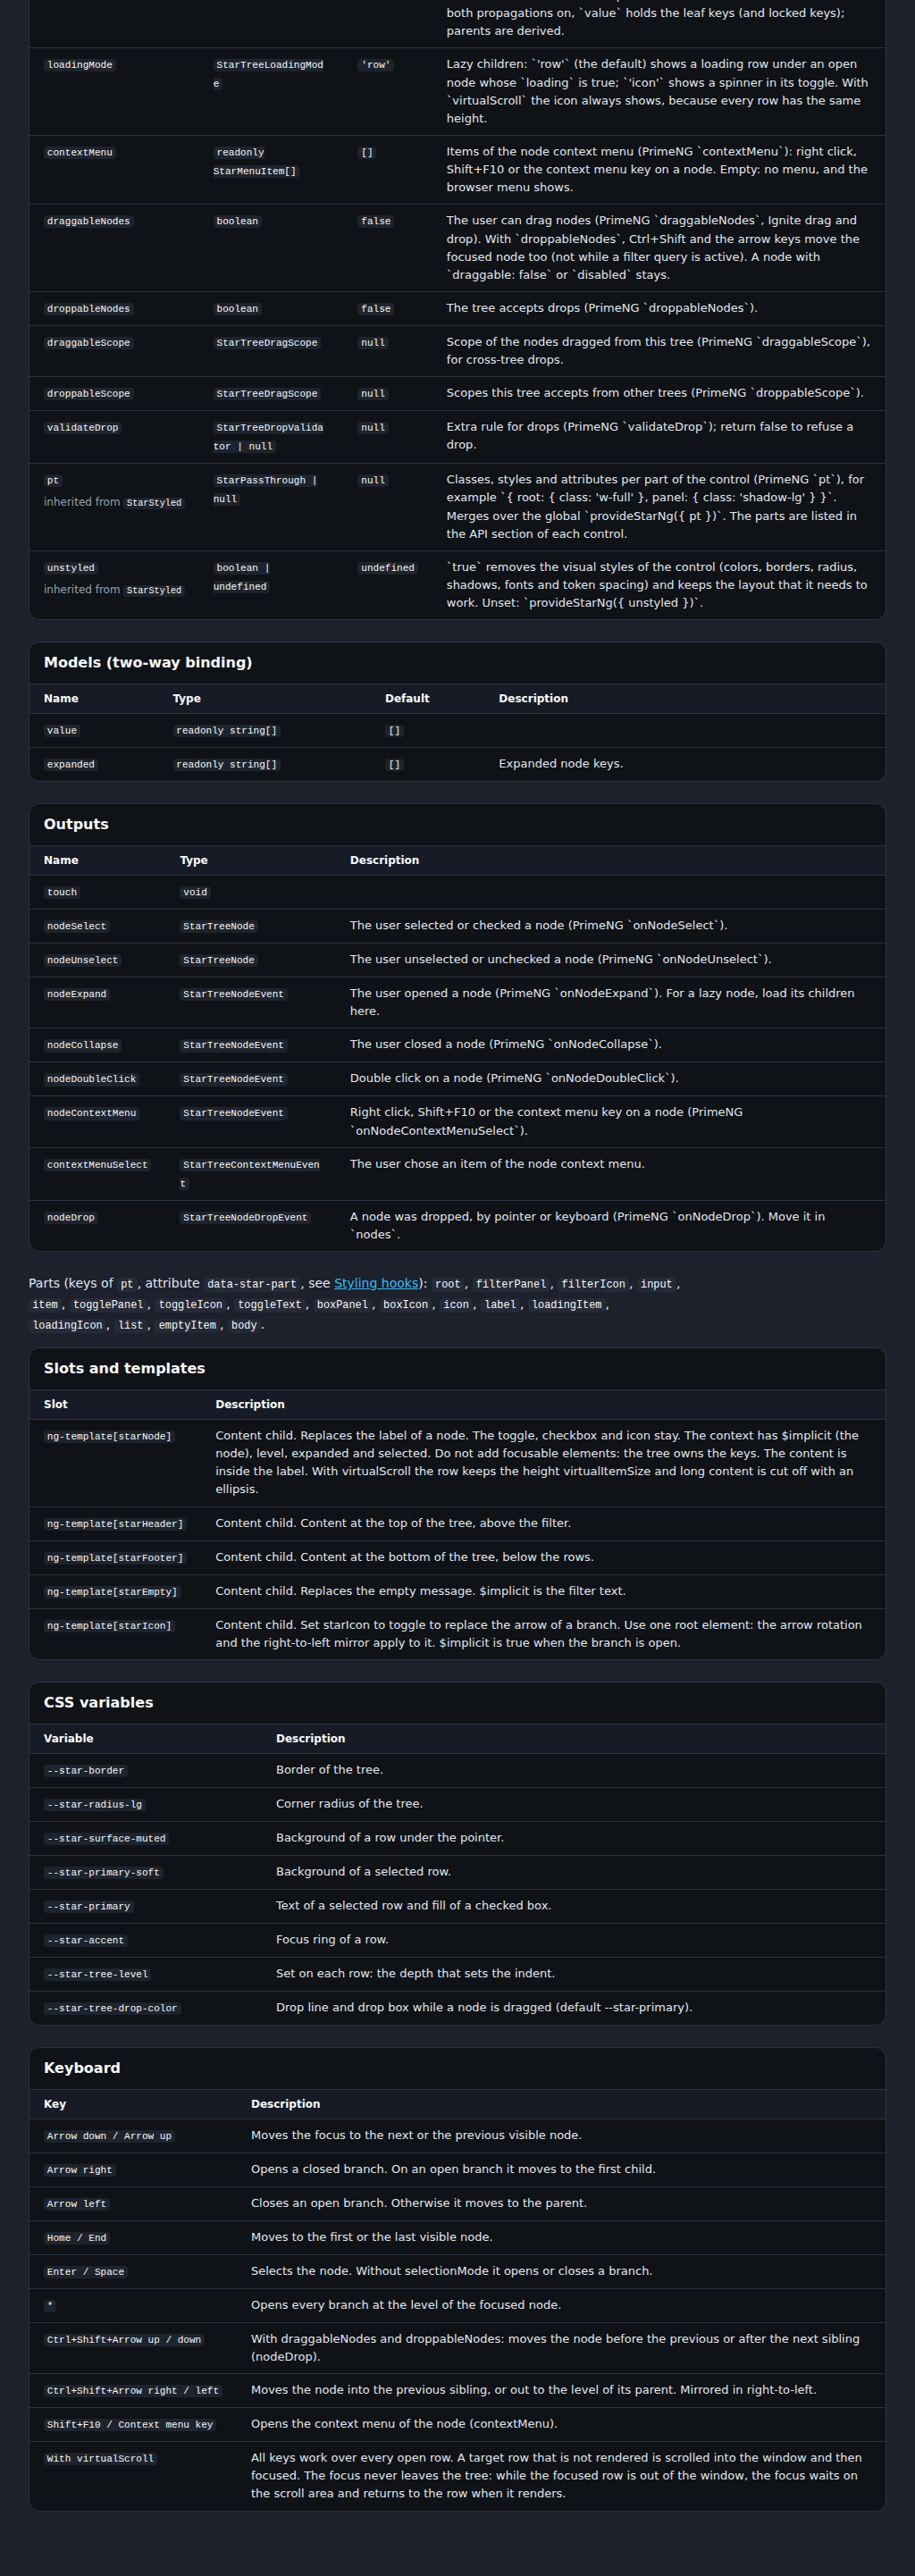 both propagations on, `value` holds the leaf keys (and locked keys);
parents are derived.
loadingMode StarTreeLoadingMod 'row' Lazy children: `'row'` (the default) shows a loading row under an open
e node whose `loading` is true; `'icon'` shows a spinner in its toggle. With
`virtualScroll` the icon always shows, because every row has the same
height.
contextMenu readonly [] Items of the node context menu (PrimeNG `contextMenu`): right click,
StarMenuItem[] Shift+F10 or the context menu key on a node. Empty: no menu, and the
browser menu shows.
draggableNodes boolean false The user can drag nodes (PrimeNG `draggableNodes`, Ignite drag and
drop). With `droppableNodes`, Ctrl+Shift and the arrow keys move the
focused node too (not while a filter query is active). A node with
`draggable: false` or `disabled` stays.
droppableNodes boolean false The tree accepts drops (PrimeNG `droppableNodes`).
draggableScope StarTreeDragScope null Scope of the nodes dragged from this tree (PrimeNG `draggableScope`),
for cross-tree drops.
droppableScope StarTreeDragScope null Scopes this tree accepts from other trees (PrimeNG `droppableScope`).
validateDrop StarTreeDropValida null Extra rule for drops (PrimeNG `validateDrop`); return false to refuse a
tor | null drop.
pt StarPassThrough | null Classes, styles and attributes per part of the control (PrimeNG `pt`), for
inherited from StarStyled null example `{ root: { class: 'w-full' }, panel: { class: 'shadow-lg' } }`.
Merges over the global `provideStarNg({ pt })`. The parts are listed in
the API section of each control.
unstyled boolean | undefined `true` removes the visual styles of the control (colors, borders, radius,
inherited from StarStyled undefined shadows, fonts and token spacing) and keeps the layout that it needs to
work. Unset: `provideStarNg({ unstyled })`.
Models (two-way binding)
Name Type Default Description
value readonly string[] []
expanded readonly string[] [] Expanded node keys.
Outputs
Name Type Description
touch void
nodeSelect StarTreeNode The user selected or checked a node (PrimeNG `onNodeSelect`).
nodeUnselect StarTreeNode The user unselected or unchecked a node (PrimeNG `onNodeUnselect`).
nodeExpand StarTreeNodeEvent The user opened a node (PrimeNG `onNodeExpand`). For a lazy node, load its children
here.
nodeCollapse StarTreeNodeEvent The user closed a node (PrimeNG `onNodeCollapse`).
nodeDoubleClick StarTreeNodeEvent Double click on a node (PrimeNG `onNodeDoubleClick`).
nodeContextMenu StarTreeNodeEvent Right click, Shift+F10 or the context menu key on a node (PrimeNG
`onNodeContextMenuSelect`).
contextMenuSelect StarTreeContextMenuEven The user chose an item of the node context menu.
t
nodeDrop StarTreeNodeDropEvent A node was dropped, by pointer or keyboard (PrimeNG `onNodeDrop`). Move it in
`nodes`.
Parts (keys of pt, attribute data-star-part, see Styling hooks): root, filterPanel, filterIcon, input,
item, togglePanel, toggleIcon, toggleText, boxPanel, boxIcon, icon, label, loadingItem,
loadingIcon, list, emptyItem, body.
Slots and templates
Slot Description
ng-template[starNode] Content child. Replaces the label of a node. The toggle, checkbox and icon stay. The context has $implicit (the
node), level, expanded and selected. Do not add focusable elements: the tree owns the keys. The content is
inside the label. With virtualScroll the row keeps the height virtualItemSize and long content is cut off with an
ellipsis.
ng-template[starHeader] Content child. Content at the top of the tree, above the filter.
ng-template[starFooter] Content child. Content at the bottom of the tree, below the rows.
ng-template[starEmpty] Content child. Replaces the empty message. $implicit is the filter text.
ng-template[starIcon] Content child. Set starIcon to toggle to replace the arrow of a branch. Use one root element: the arrow rotation
and the right-to-left mirror apply to it. $implicit is true when the branch is open.
CSS variables
Variable Description
--star-border Border of the tree.
--star-radius-lg Corner radius of the tree.
--star-surface-muted Background of a row under the pointer.
--star-primary-soft Background of a selected row.
--star-primary Text of a selected row and fill of a checked box.
--star-accent Focus ring of a row.
--star-tree-level Set on each row: the depth that sets the indent.
--star-tree-drop-color Drop line and drop box while a node is dragged (default --star-primary).
Keyboard
Key Description
Arrow down / Arrow up Moves the focus to the next or the previous visible node.
Arrow right Opens a closed branch. On an open branch it moves to the first child.
Arrow left Closes an open branch. Otherwise it moves to the parent.
Home / End Moves to the first or the last visible node.
Enter / Space Selects the node. Without selectionMode it opens or closes a branch.
* Opens every branch at the level of the focused node.
Ctrl+Shift+Arrow up / down With draggableNodes and droppableNodes: moves the node before the previous or after the next sibling
(nodeDrop).
Ctrl+Shift+Arrow right / left Moves the node into the previous sibling, or out to the level of its parent. Mirrored in right-to-left.
Shift+F10 / Context menu key Opens the context menu of the node (contextMenu).
With virtualScroll All keys work over every open row. A target row that is not rendered is scrolled into the window and then
focused. The focus never leaves the tree: while the focused row is out of the window, the focus waits on
the scroll area and returns to the row when it renders.